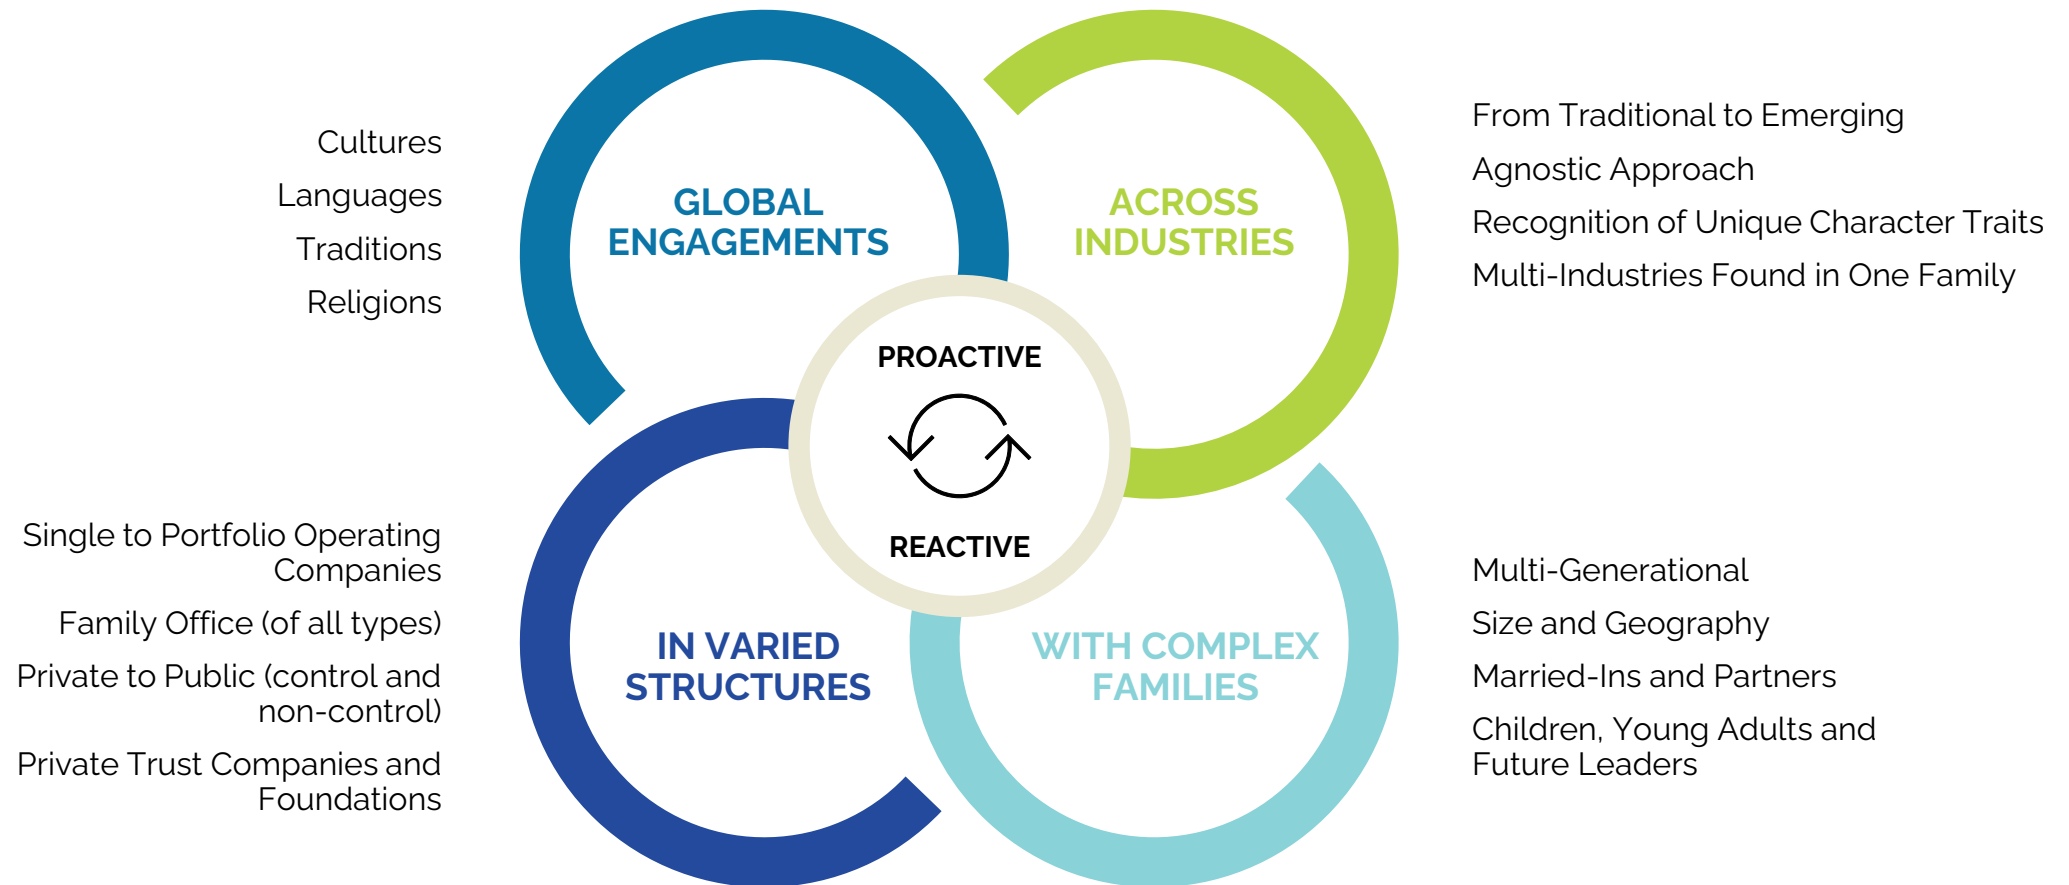 Cultures
Languages
Traditions
Religions
GLOBAL
ENGAGEMENTS
ACROSS
INDUSTRIES
From Traditional to Emerging
Agnostic Approach
Recognition of Unique Character Traits
Multi-Industries Found in One Family
PROACTIVE
REACTIVE
Single to Portfolio Operating
Companies
Family Office (of all types)
Private to Public (control and
non-control)
Private Trust Companies and
Foundations
IN VARIED
STRUCTURES
WITH COMPLEX
FAMILIES
Multi-Generational
Size and Geography
Married-Ins and Partners
Children, Young Adults and
Future Leaders